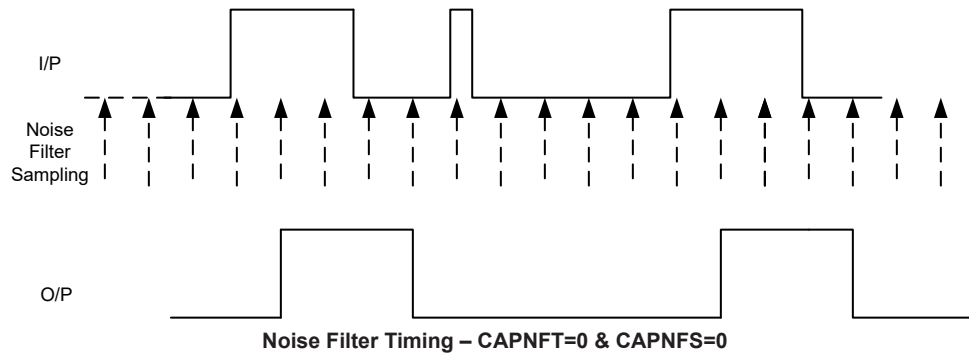 I/P
Noise
Filter
Sampling
O/P
Noise Filter Timing – CAPNFT=0 & CAPNFS=0